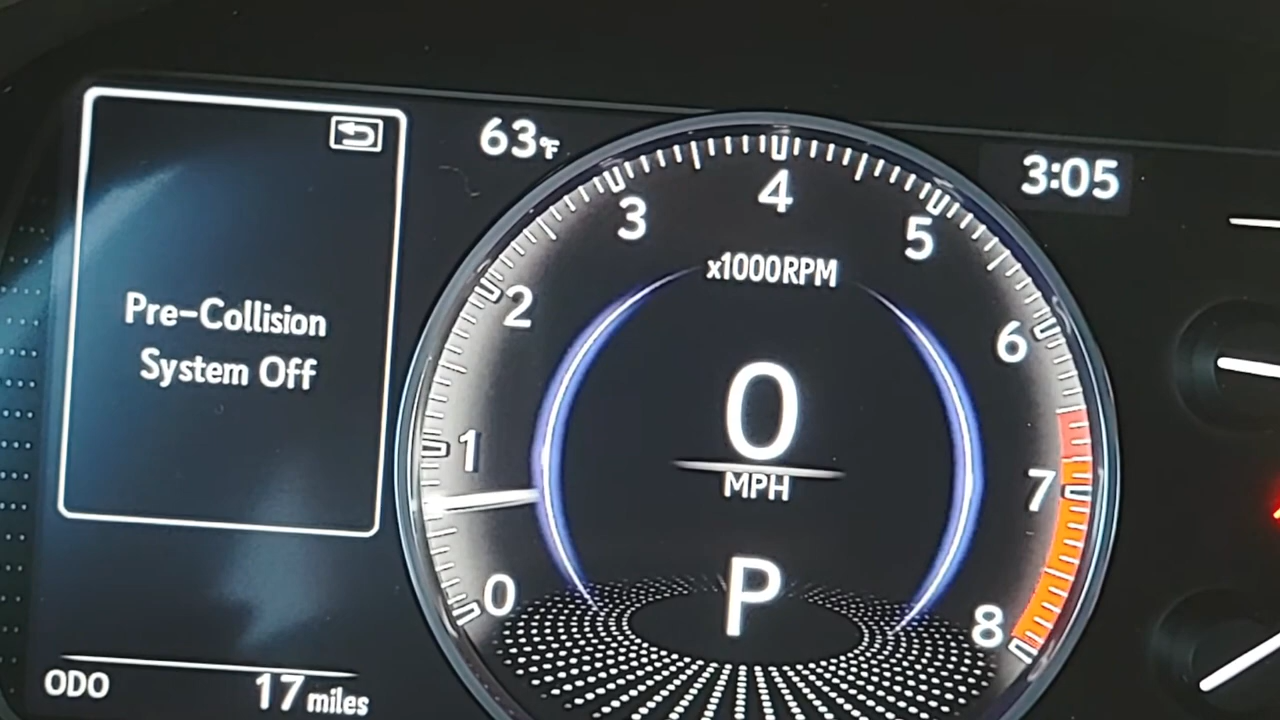 63°F
3:05
Pre-Collision
System Off
0
1
2
3
4
5
6
7
8
x1000RPM
0
MPH
P
ODO 17 miles